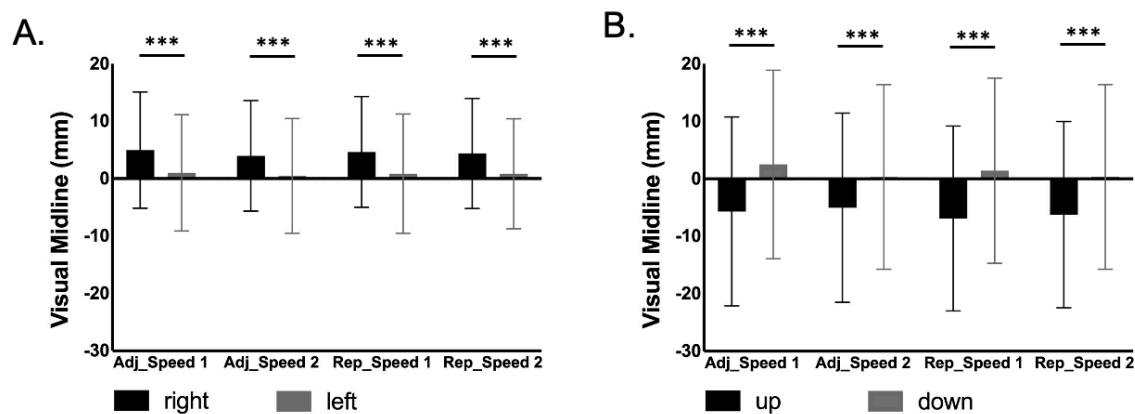 A.
*** *** *** ***
20
10
0
-10
-20
-30
Visual Midline (mm)
Adj_Speed 1 Adj_Speed 2 Rep_Speed 1 Rep_Speed 2
right left
B.
*** *** *** ***
20
10
0
-10
-20
-30
Visual Midline (mm)
Adj_Speed 1 Adj_Speed 2 Rep_Speed 1 Rep_Speed 2
up down